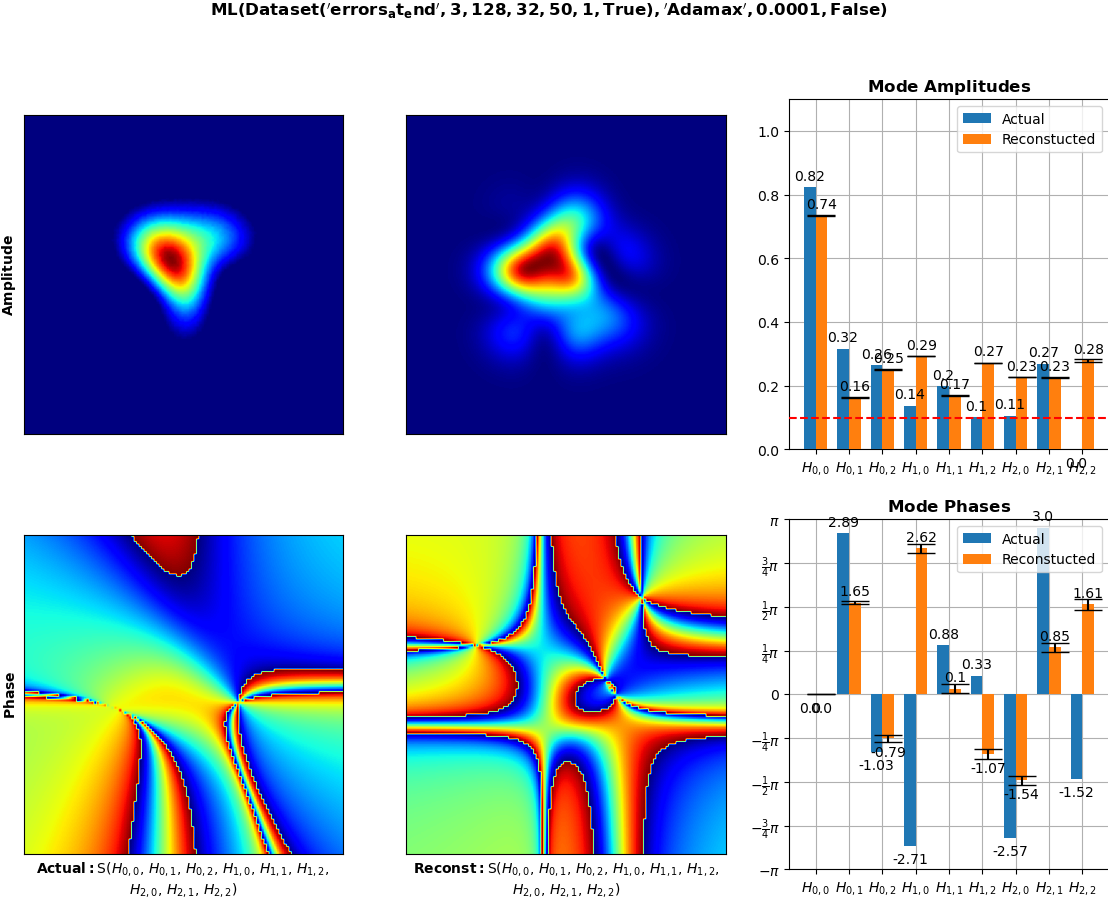 ML(Dataset('errors_at_end', 3, 128, 32, 50, 1, True), 'Adamax', 0.0001, False)
Amplitude
Mode Amplitudes
Actual
Reconstucted
1.0
0.8
0.6
0.4
0.2
0.0
0.82
0.74
0.32
0.16
0.26
0.25
0.14
0.29
0.2
0.17
0.1
0.27
0.11
0.23
0.27
0.23
0.0
0.28
H0,0 H0,1 H0,2 H1,0 H1,1 H1,2 H2,0 H2,1 H2,2
Phase
Mode Phases
Actual
Reconstucted
π
3/4π
1/2π
1/4π
0
−1/4π
−1/2π
−3/4π
−π
0.0
0.0
2.89
1.65
-1.03
-0.79
-2.71
2.62
0.88
0.1
0.33
-1.07
-2.57
-1.54
3.0
0.85
-1.52
1.61
H0,0 H0,1 H0,2 H1,0 H1,1 H1,2 H2,0 H2,1 H2,2
Actual: S(H0,0, H0,1, H0,2, H1,0, H1,1, H1,2,
H2,0, H2,1, H2,2)
Reconst: S(H0,0, H0,1, H0,2, H1,0, H1,1, H1,2,
H2,0, H2,1, H2,2)